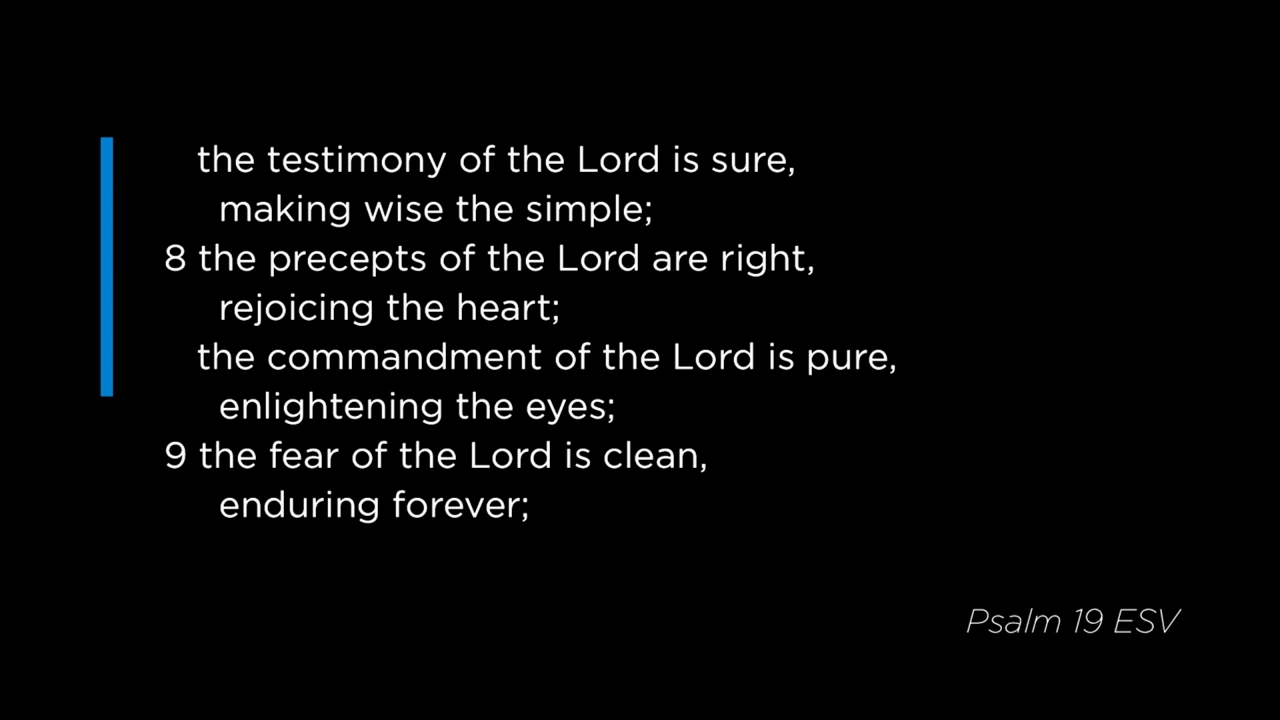 the testimony of the Lord is sure,
making wise the simple;
8 the precepts of the Lord are right,
rejoicing the heart;
the commandment of the Lord is pure,
enlightening the eyes;
9 the fear of the Lord is clean,
enduring forever;
Psalm 19 ESV